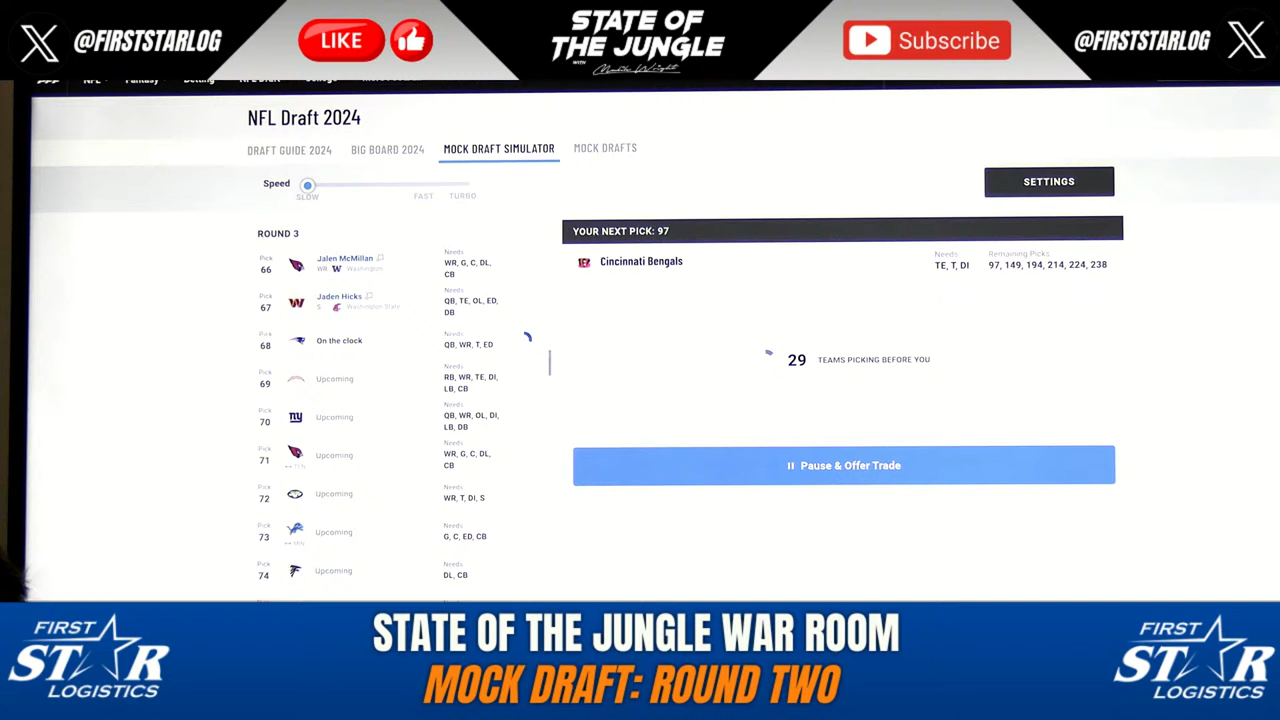 @FIRSTSTARLOG
LIKE
STATE OF
THE JUNGLE
WITH
Subscribe
@FIRSTSTARLOG
NFL Draft 2024
DRAFT GUIDE 2024
BIG BOARD 2024
MOCK DRAFT SIMULATOR
MOCK DRAFTS
Speed
SLOW
FAST
TURBO
SETTINGS
ROUND 3
YOUR NEXT PICK: 97
Cincinnati Bengals
Needs
TE, T, DI
Remaining Picks
97, 149, 194, 214, 224, 238
29 TEAMS PICKING BEFORE YOU
Pause & Offer Trade
Pick
66
Jalen McMillan
WR W Washington
Needs
WR, G, C, DL,
CB
Pick
67
Jaden Hicks
S Washington State
Needs
QB, TE, OL, ED,
DB
Pick
68
On the clock
Needs
QB, WR, T, ED
Pick
69
Upcoming
Needs
RB, WR, TE, DI,
LB, CB
Pick
70
ny
Upcoming
Needs
QB, WR, OL, DI,
LB, DB
Pick
71
Upcoming
Needs
WR, G, C, DL,
CB
Pick
72
Upcoming
Needs
WR, T, DI, S
Pick
73
Upcoming
Needs
G, C, ED, CB
Pick
74
Upcoming
Needs
DL, CB
FIRST
STAR
LOGISTICS
STATE OF THE JUNGLE WAR ROOM
MOCK DRAFT: ROUND TWO
FIRST
STAR
LOGISTICS